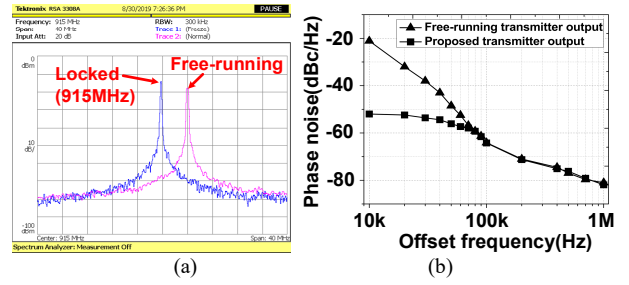 Tektronix RSA 3308A 8/30/2019 7:26:36 PM PAUSE
Frequency: 915 MHz RBW: 300 kHz
Span: 40 MHz Trace 1: (Freeze)
Input Att: 20 dB Trace 2: (Normal)
0
dBm
Locked
(915MHz)
Free-running
10
dB/
-100
dBm
Center: 915 MHz Span: 40 MHz
Spectrum Analyzer: Measurement Off
(a)
Free-running transmitter output
Proposed transmitter output
Phase noise(dBc/Hz)
-20
-40
-60
-80
10k 100k 1M
Offset frequency(Hz)
(b)